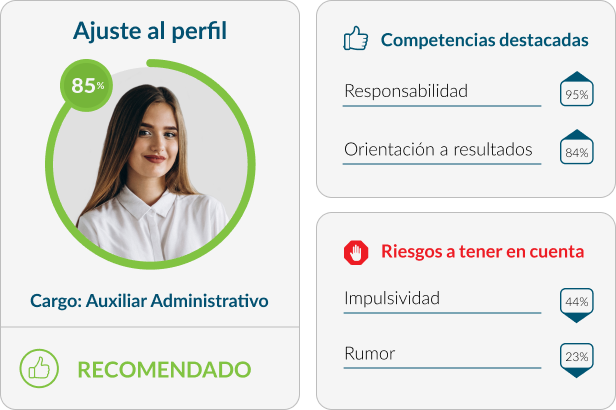 Ajuste al perfil
85%
Cargo: Auxiliar Administrativo
RECOMENDADO
Competencias destacadas
Responsabilidad 95%
Orientación a resultados 84%
Riesgos a tener en cuenta
Impulsividad 44%
Rumor 23%